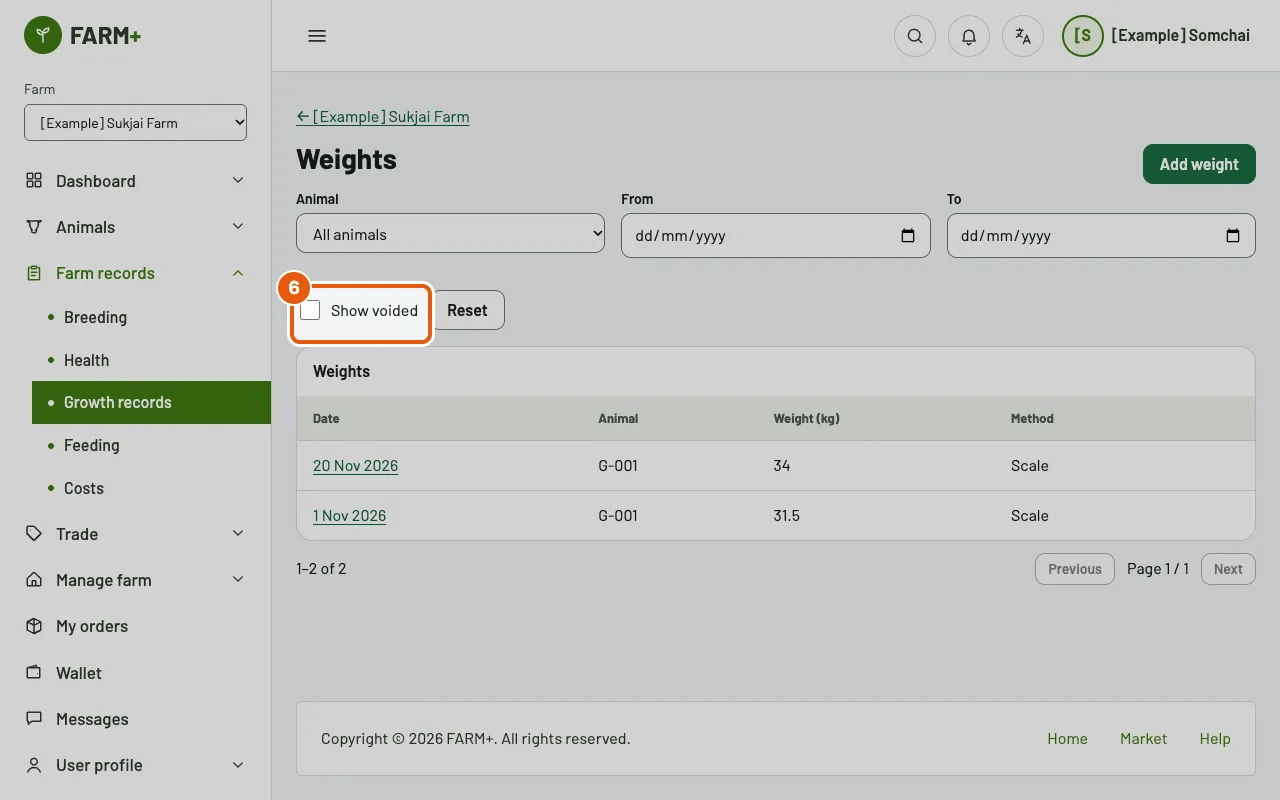 FARM+
Farm
[Example] Sukjai Farm
Dashboard
Animals
Farm records
Breeding
Health
Growth records
Feeding
Costs
Trade
Manage farm
My orders
Wallet
Messages
User profile
[S
[Example] Somchai
← [Example] Sukjai Farm
Weights
Add weight
Animal From To
All animals dd/mm/yyyy dd/mm/yyyy
6
Show voided Reset
Weights
Date Animal Weight (kg) Method
20 Nov 2026 G-001 34 Scale
1 Nov 2026 G-001 31.5 Scale
1–2 of 2 Previous Page 1 / 1 Next
Copyright © 2026 FARM+. All rights reserved. Home Market Help